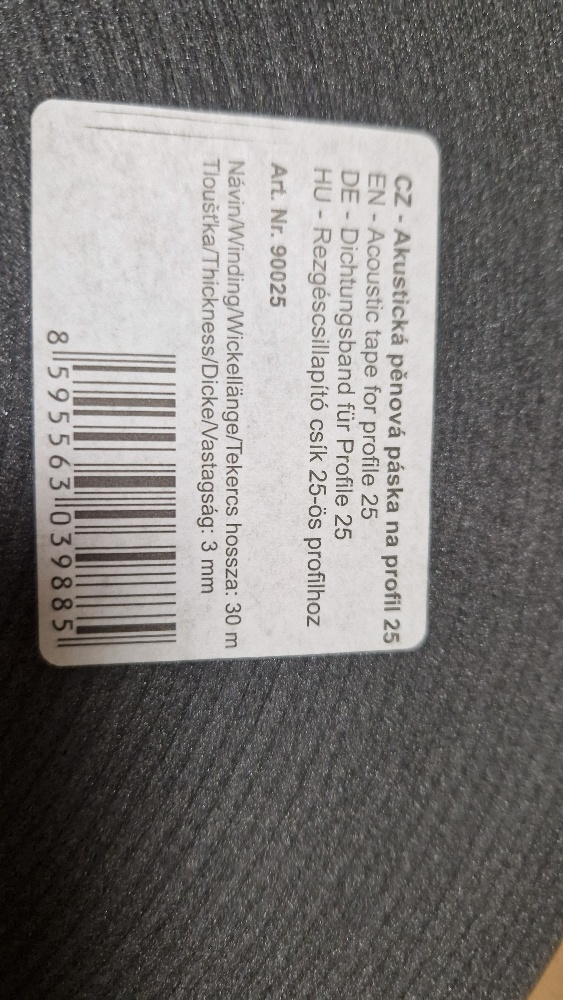 CZ - Akustická pěnová páska na profil 25
EN - Acoustic tape for profile 25
DE - Dichtungsband für Profile 25
HU - Rezgéscsillapító csík 25-ös profilhoz
Art. Nr. 90025
Návin/Winding/Wickellänge/Tekercs hossza: 30 m
Tloušťka/Thickness/Dicke/Vastagság: 3 mm
8 595563 039885